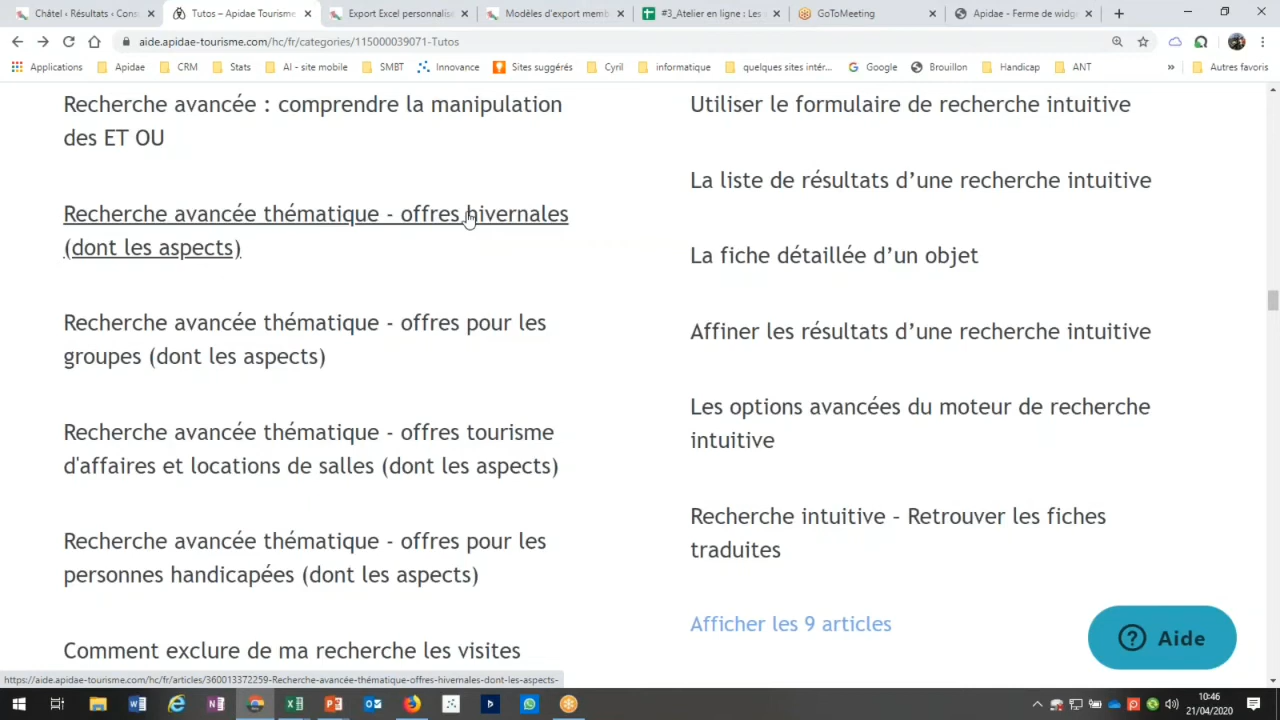 Châtel ‹ Résultats ‹ Cons
Tutos – Apidae Tourisme
Export Excel personnalis
Modèles d'export memb
#3_Atelier en ligne : Les
GoToMeeting
Apidae - Ferme de widg
aide.apidae-tourisme.com/hc/fr/categories/115000039071-Tutos
Applications
Apidae
CRM
Stats
AI - site mobile
SMBT
Innovance
Sites suggérés
Cyril
informatique
quelques sites intér...
Google
Brouillon
Handicap
ANT
»
Autres favoris
Recherche avancée : comprendre la manipulation
des ET OU
Recherche avancée thématique - offres hivernales
(dont les aspects)
Recherche avancée thématique - offres pour les
groupes (dont les aspects)
Recherche avancée thématique - offres tourisme
d'affaires et locations de salles (dont les aspects)
Recherche avancée thématique - offres pour les
personnes handicapées (dont les aspects)
Comment exclure de ma recherche les visites
Utiliser le formulaire de recherche intuitive
La liste de résultats d’une recherche intuitive
La fiche détaillée d’un objet
Affiner les résultats d’une recherche intuitive
Les options avancées du moteur de recherche
intuitive
Recherche intuitive – Retrouver les fiches
traduites
Afficher les 9 articles
Aide
https://aide.apidae-tourisme.com/hc/fr/articles/360013372259-Recherche-avancée-thématique-offres-hivernales-dont-les-aspects-
10:46
21/04/2020